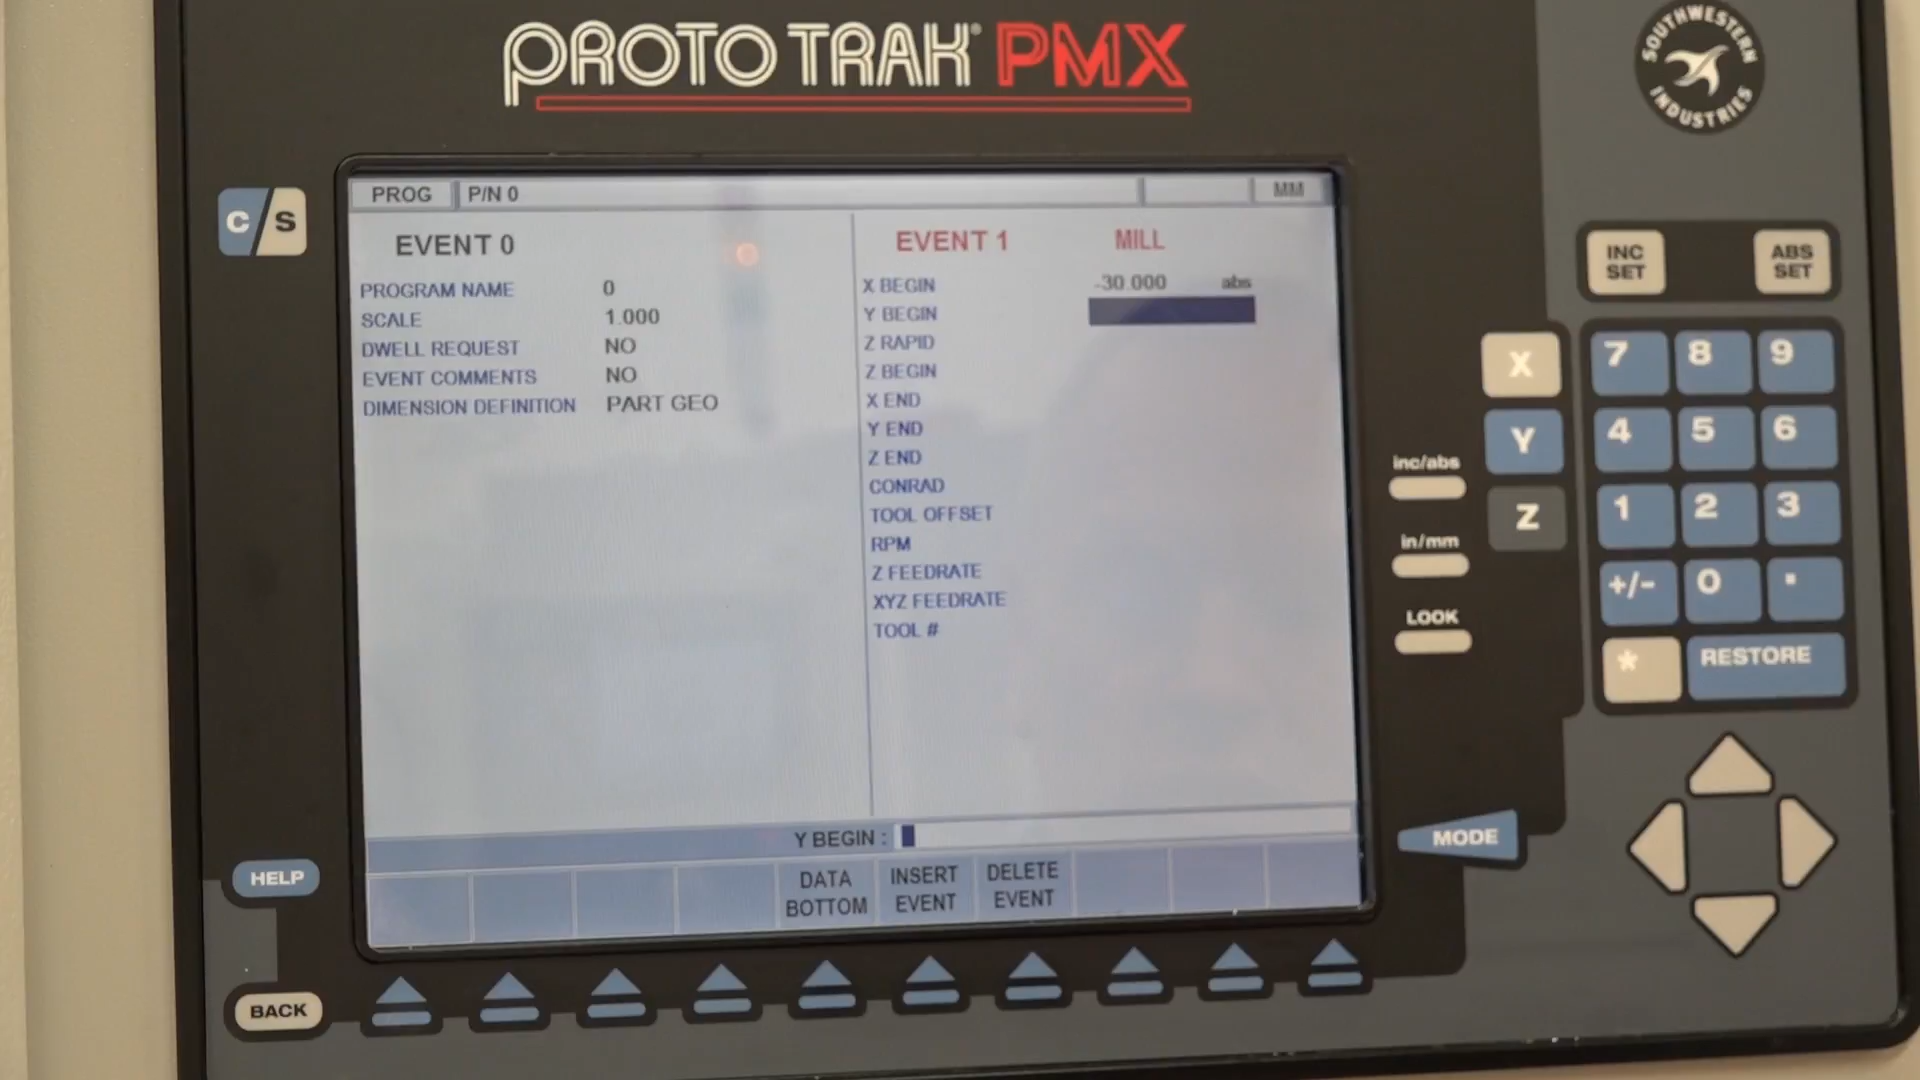 PROTO TRAK® PMX
SOUTHWESTERN
INDUSTRIES
C/S
PROG P/N 0 MM
EVENT 0
PROGRAM NAME 0
SCALE 1.000
DWELL REQUEST NO
EVENT COMMENTS NO
DIMENSION DEFINITION PART GEO
EVENT 1 MILL
X BEGIN -30.000 abs
Y BEGIN
Z RAPID
Z BEGIN
X END
Y END
Z END
CONRAD
TOOL OFFSET
RPM
Z FEEDRATE
XYZ FEEDRATE
TOOL #
Y BEGIN :
DATA BOTTOM
INSERT EVENT
DELETE EVENT
INC SET
ABS SET
X 7 8 9
Y 4 5 6
inc/abs
Z 1 2 3
in/mm
+/- 0 .
LOOK
* RESTORE
MODE
HELP
BACK